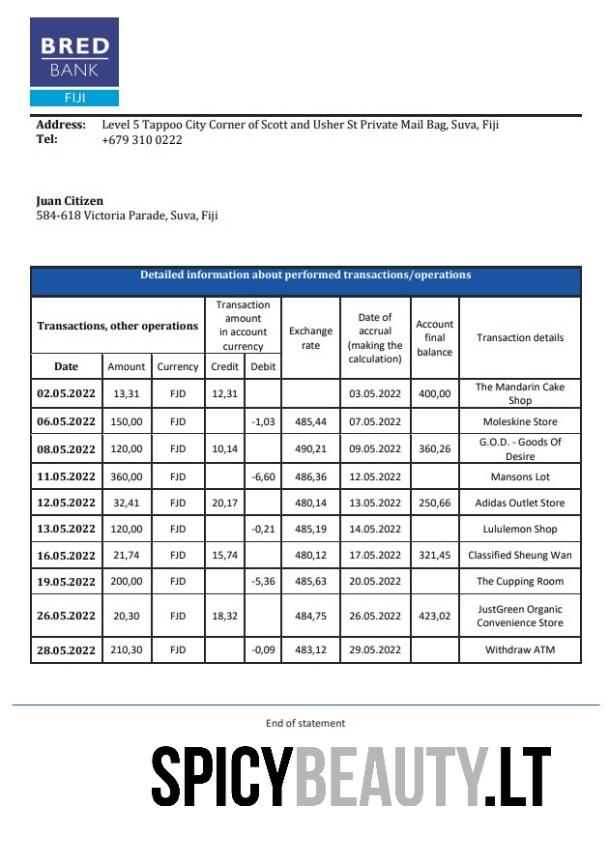 BRED
BANK
FIJI
Address: Level 5 Tappoo City Corner of Scott and Usher St Private Mail Bag, Suva, Fiji
Tel: +679 310 0222
Juan Citizen
584-618 Victoria Parade, Suva, Fiji
Detailed information about performed transactions/operations
Transactions, other operations
Transaction
amount
in account
currency
Exchange
rate
Date of
accrual
(making the
calculation)
Account
final
balance
Transaction details
Date Amount Currency Credit Debit
02.05.2022 13,31 FJD 12,31 03.05.2022 400,00 The Mandarin Cake
Shop
06.05.2022 150,00 FJD -1,03 485,44 07.05.2022 Moleskine Store
08.05.2022 120,00 FJD 10,14 490,21 09.05.2022 360,26 G.O.D. - Goods Of
Desire
11.05.2022 360,00 FJD -6,60 486,36 12.05.2022 Mansons Lot
12.05.2022 32,41 FJD 20,17 480,14 13.05.2022 250,66 Adidas Outlet Store
13.05.2022 120,00 FJD -0,21 485,19 14.05.2022 Lululemon Shop
16.05.2022 21,74 FJD 15,74 480,12 17.05.2022 321,45 Classified Sheung Wan
19.05.2022 200,00 FJD -5,36 485,63 20.05.2022 The Cupping Room
26.05.2022 20,30 FJD 18,32 484,75 26.05.2022 423,02 JustGreen Organic
Convenience Store
28.05.2022 210,30 FJD -0,09 483,12 29.05.2022 Withdraw ATM
End of statement
SPICYBEAUTY.LT